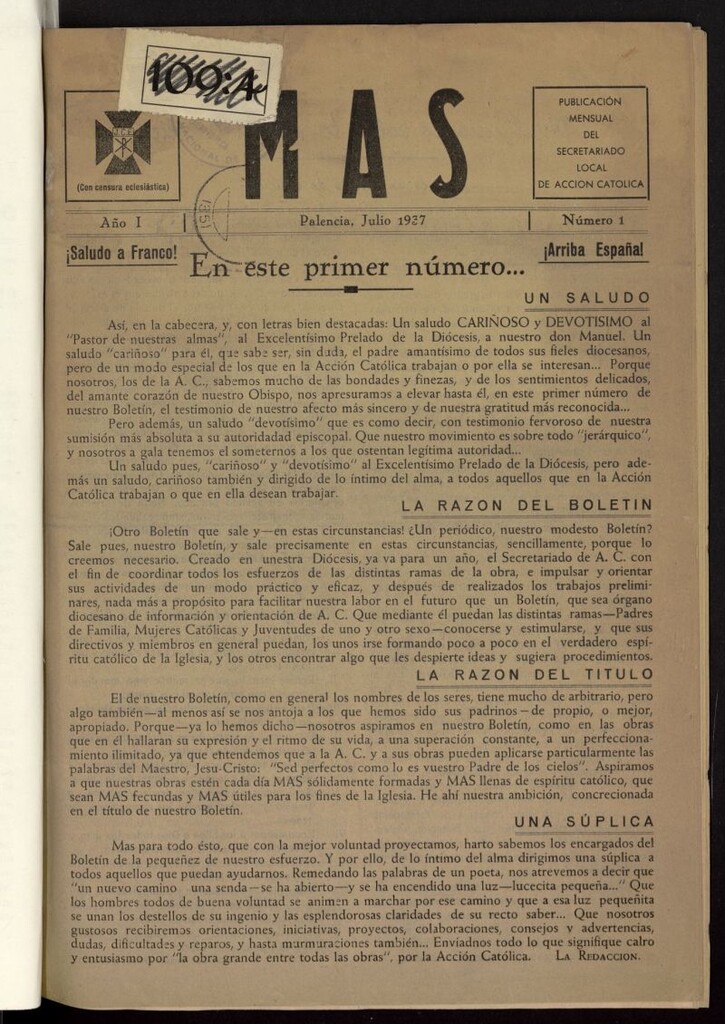 109:A
MAS
A.C.E.
(Con censura eclesiástica)
PUBLICACIÓN
MENSUAL
DEL
SECRETARIADO
LOCAL
DE ACCION CATOLICA
Año I
Palencia, Julio 1937
Número 1
¡Saludo a Franco!
¡Arriba España!
En este primer número...
UN SALUDO
Así, en la cabecera, y, con letras bien destacadas: Un saludo CARIÑOSO y DEVOTISIMO al
"Pastor de nuestras almas", al Excelentísimo Prelado de la Diócesis, a nuestro don Manuel. Un
saludo "cariñoso" para él, que sabe ser, sin duda, el padre amantísimo de todos sus fieles diocesanos,
pero de un modo especial de los que en la Acción Católica trabajan o por ella se interesan... Porque
nosotros, los de la A. C., sabemos mucho de las bondades y finezas, y de los sentimientos delicados,
del amante corazón de nuestro Obispo, nos apresuramos a elevar hasta él, en este primer número de
nuestro Boletín, el testimonio de nuestro afecto más sincero y de nuestra gratitud más reconocida...
Pero además, un saludo "devotísimo" que es como decir, con testimonio fervoroso de nuestra
sumisión más absoluta a su autoridadad episcopal. Que nuestro movimiento es sobre todo "jerárquico",
y nosotros a gala tenemos el someternos a los que ostentan legítima autoridad...
Un saludo pues, "cariñoso" y "devotísimo" al Excelentísimo Prelado de la Diócesis, pero ade-
más un saludo, cariñoso también y dirigido de lo íntimo del alma, a todos aquellos que en la Acción
Católica trabajan o que en ella desean trabajar.
LA RAZON DEL BOLETIN
¡Otro Boletín que sale y—en estas circunstancias! ¿Un periódico, nuestro modesto Boletín?
Sale pues, nuestro Boletín, y sale precisamente en estas circunstancias, sencillamente, porque lo
creemos necesario. Creado en unestra Diócesis, ya va para un año, el Secretariado de A. C. con
el fin de coordinar todos los esfuerzos de las distintas ramas de la obra, e impulsar y orientar
sus actividades de un modo práctico y eficaz, y después de realizados los trabajos prelimi-
nares, nada más a propósito para facilitar nuestra labor en el futuro que un Boletín, que sea órgano
diocesano de información y orientación de A. C. Que mediante él puedan las distintas ramas—Padres
de Familia, Mujeres Católicas y Juventudes de uno y otro sexo—conocerse y estimularse, y que sus
directivos y miembros en general puedan, los unos irse formando poco a poco en el verdadero espí-
ritu católico de la Iglesia, y los otros encontrar algo que les despierte ideas y sugiera procedimientos.
LA RAZON DEL TITULO
El de nuestro Boletín, como en general los nombres de los seres, tiene mucho de arbitrario, pero
algo también—al menos así se nos antoja a los que hemos sido sus padrinos—de propio, o mejor,
apropiado. Porque—ya lo hemos dicho—nosotros aspiramos en nuestro Boletín, como en las obras
que en él hallaran su expresión y el ritmo de su vida, a una superación constante, a un perfecciona-
miento ilimitado, ya que entendemos que a la A. C. y a sus obras pueden aplicarse particularmente las
palabras del Maestro, Jesu-Cristo: "Sed perfectos como lo es vuestro Padre de los cielos". Aspiramos
a que nuestras obras estén cada día MAS sólidamente formadas y MAS llenas de espíritu católico, que
sean MAS fecundas y MAS útiles para los fines de la Iglesia. He ahí nuestra ambición, concrecionada
en el título de nuestro Boletín.
UNA SÚPLICA
Mas para todo ésto, que con la mejor voluntad proyectamos, harto sabemos los encargados del
Boletín de la pequeñez de nuestro esfuerzo. Y por ello, de lo íntimo del alma dirigimos una súplica a
todos aquellos que puedan ayudarnos. Remedando las palabras de un poeta, nos atrevemos a decir que
"un nuevo camino una senda—se ha abierto—y se ha encendido una luz—lucecita pequeña..." Que
los hombres todos de buena voluntad se animen a marchar por ese camino y que a esa luz pequeñita
se unan los destellos de su ingenio y las esplendorosas claridades de su recto saber... Que nosotros
gustosos recibiremos orientaciones, iniciativas, proyectos, colaboraciones, consejos y advertencias,
dudas, dificultades y reparos, y hasta murmuraciones también... Enviadnos todo lo que signifique calro
y entusiasmo por "la obra grande entre todas las obras", por la Acción Católica. LA REDACCION.